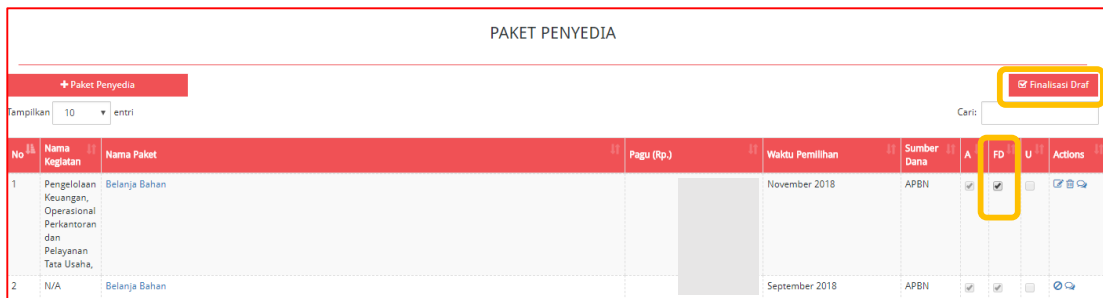 PAKET PENYEDIA
+ Paket Penyedia
Finalisasi Draf
Tampilkan 10 entri
Cari:
No Nama Kegiatan Nama Paket Pagu (Rp.) Waktu Pemilihan Sumber Dana A FD U Actions
1 Pengelolaan Belanja Bahan November 2018 APBN
Keuangan,
Operasional
Perkantoran
dan
Pelayanan
Tata Usaha,
2 N/A Belanja Bahan September 2018 APBN